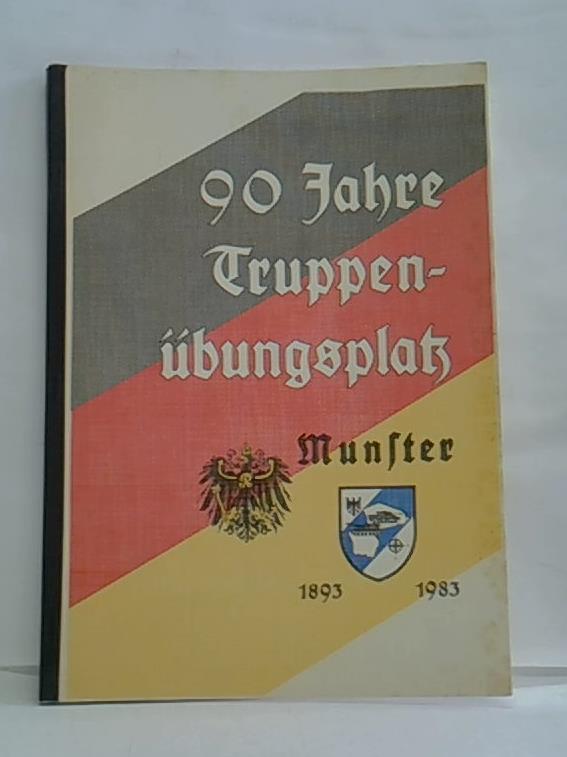 90 Jahre
Truppen-
übungsplatz
Munſter
1893 1983